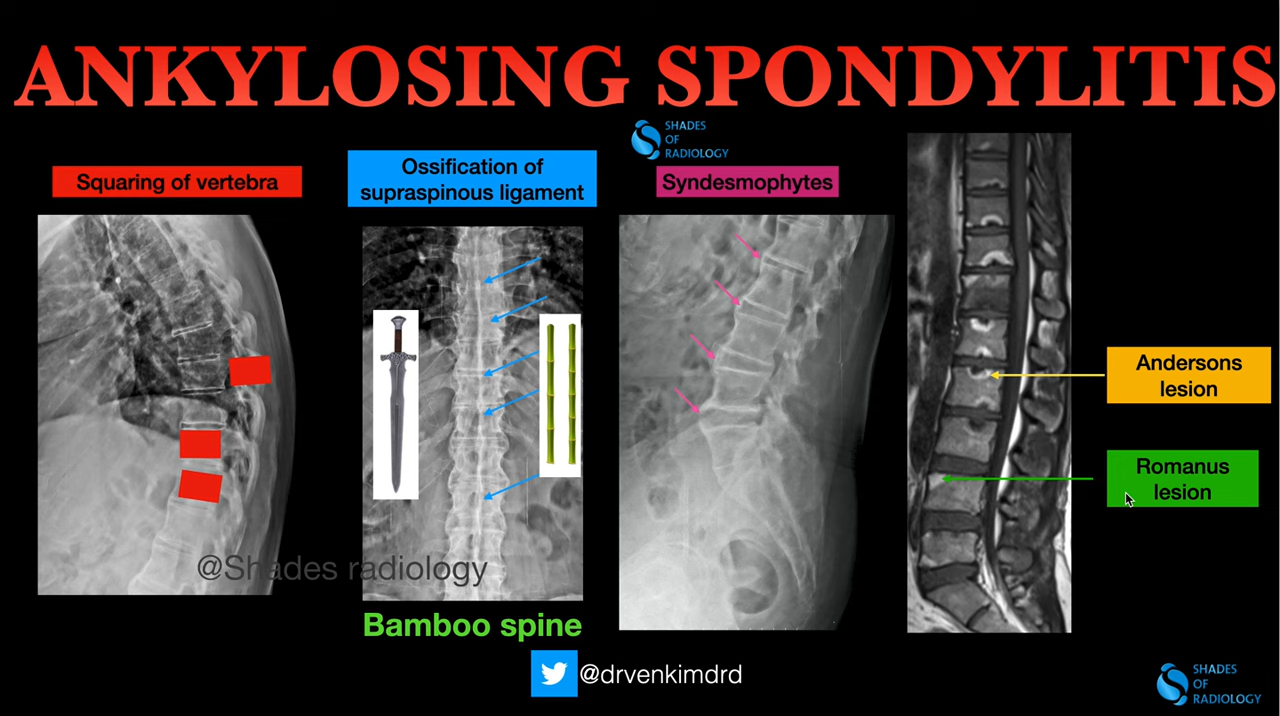 ANKYLOSING SPONDYLITIS
SHADES
OF
RADIOLOGY
Squaring of vertebra
Ossification of
supraspinous ligament
Syndesmophytes
Andersons
lesion
Romanus
lesion
@Shades radiology
Bamboo spine
@drvenkimdrd
SHADES
OF
RADIOLOGY